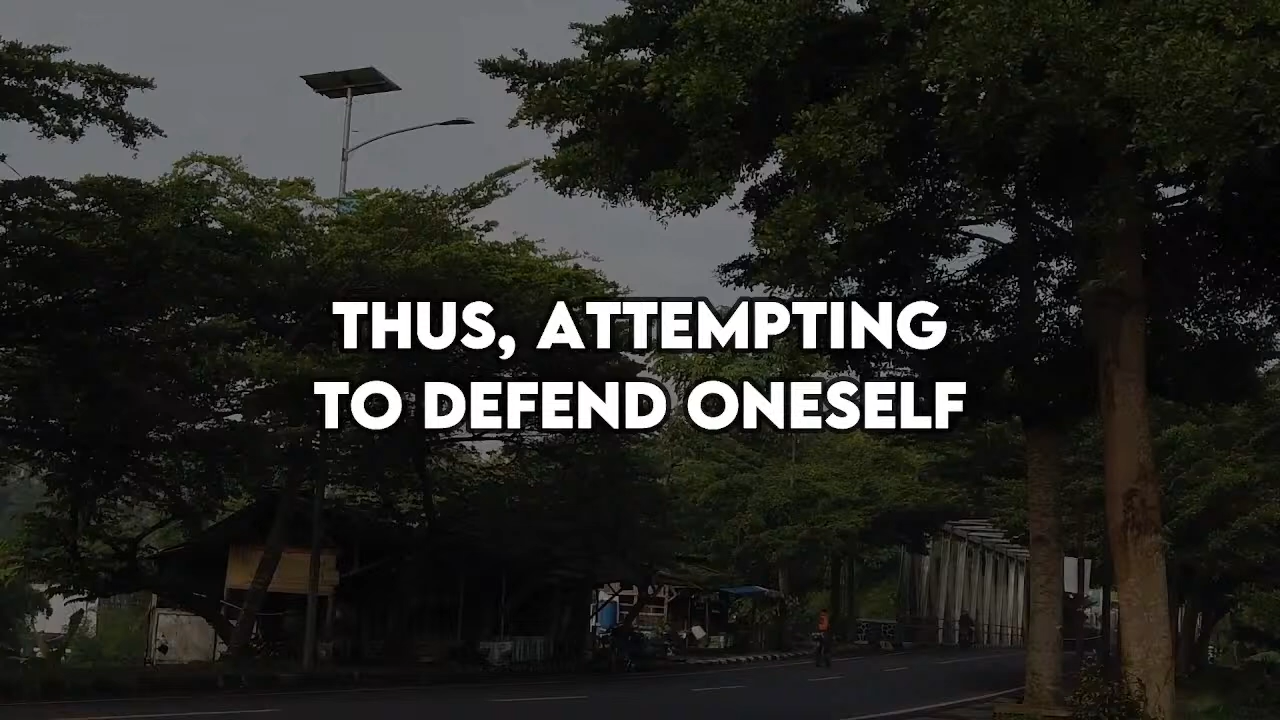 THUS, ATTEMPTING
TO DEFEND ONESELF